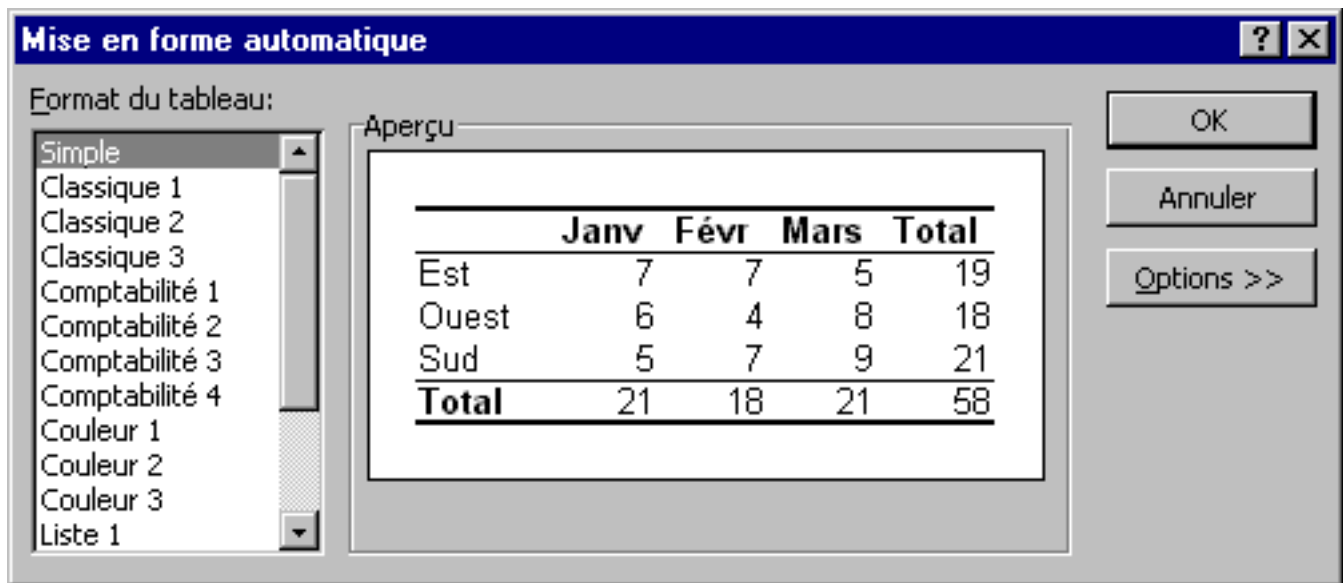 Mise en forme automatique
Format du tableau:
Simple
Classique 1
Classique 2
Classique 3
Comptabilité 1
Comptabilité 2
Comptabilité 3
Comptabilité 4
Couleur 1
Couleur 2
Couleur 3
Liste 1
Aperçu
Janv Févr Mars Total
Est 7 7 5 19
Ouest 6 4 8 18
Sud 5 7 9 21
Total 21 18 21 58
OK
Annuler
Options >>